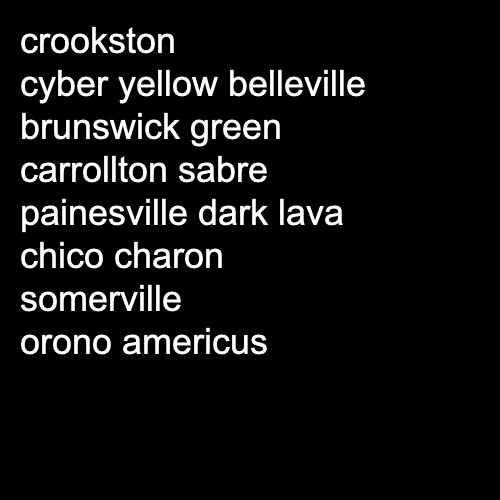 crookston
cyber yellow belleville
brunswick green
carrollton sabre
painesville dark lava
chico charon
somerville
orono americus